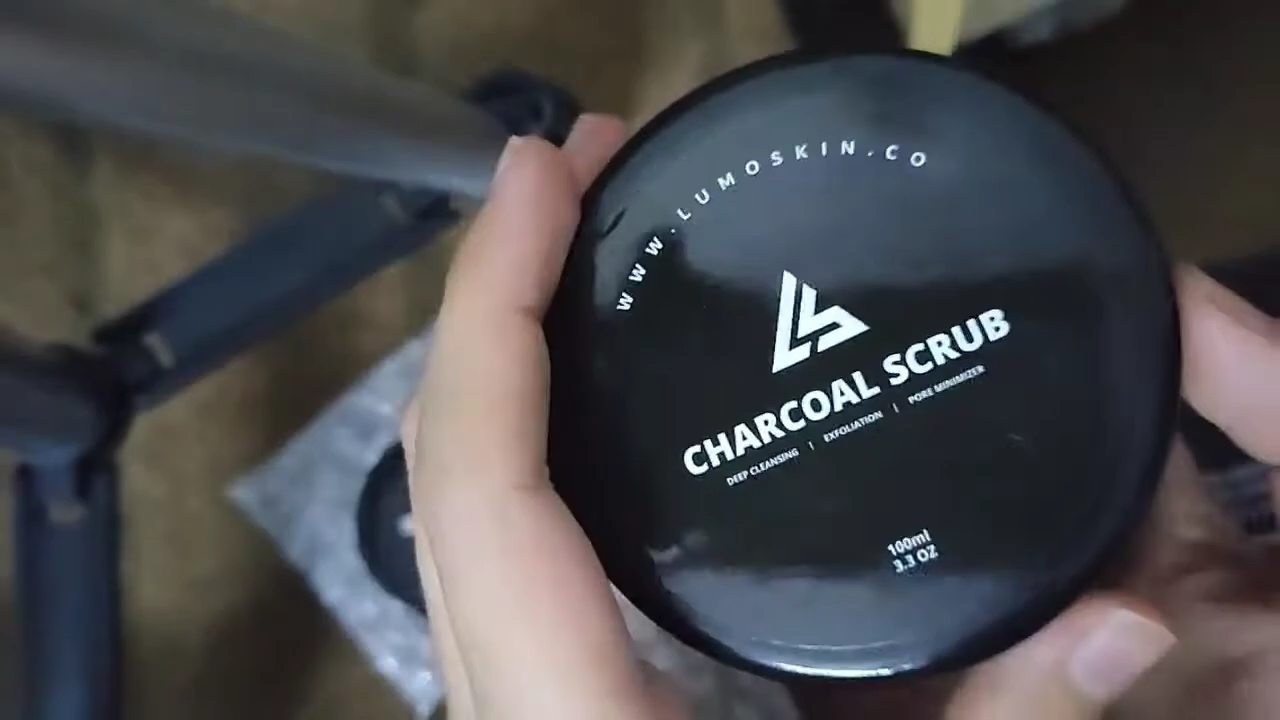 WWW.LUMOSKIN.CO
CHARCOAL SCRUB
DEEP CLEANSING | EXFOLIATION | PORE MINIMIZER
100ml
3.3 OZ